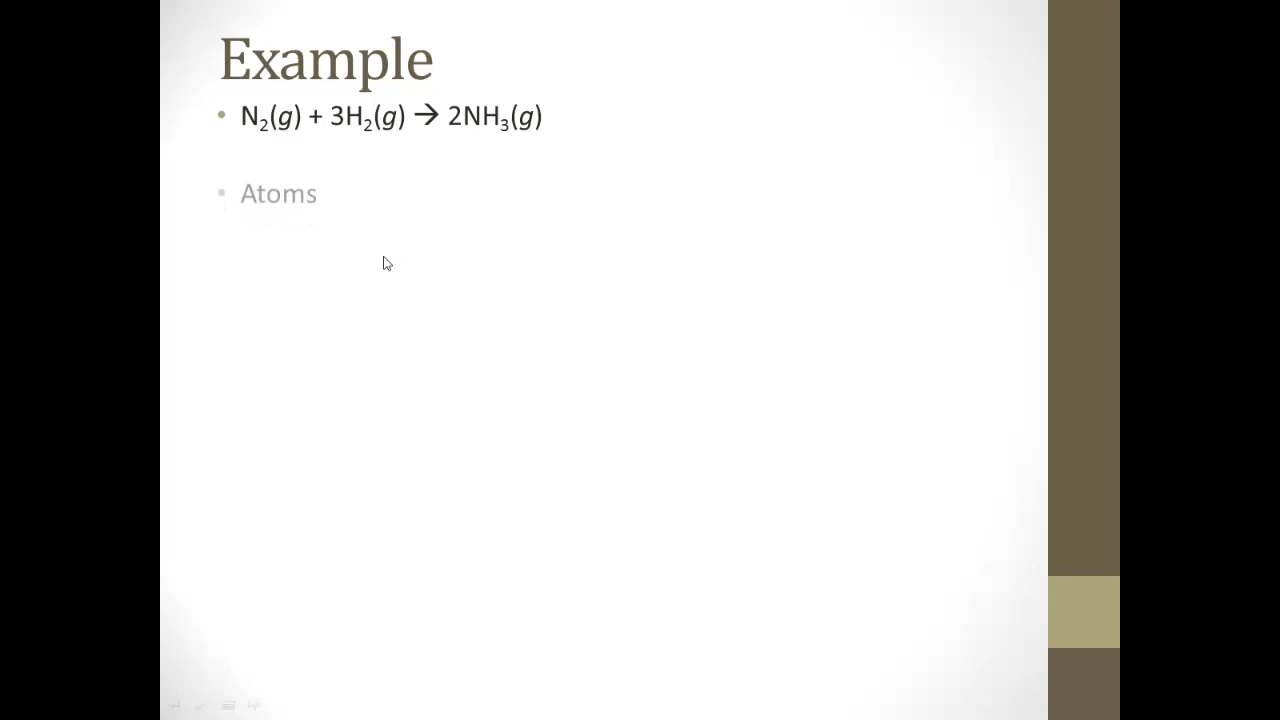 Example
• N₂(g) + 3H₂(g) → 2NH₃(g)
• Atoms